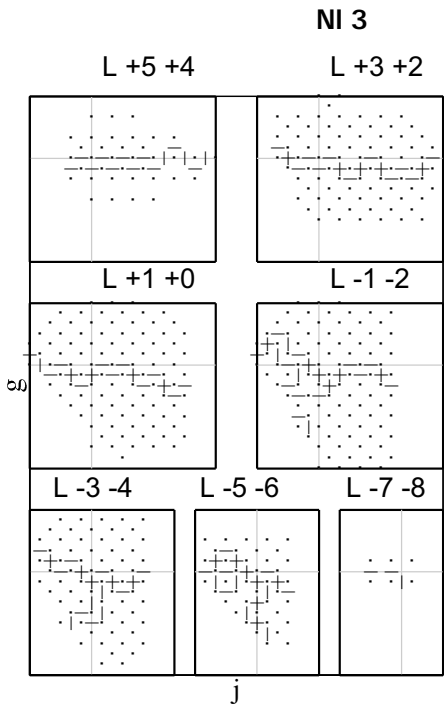 NI 3
L +5 +4
L +3 +2
L +1 +0
L -1 -2
g
L -3 -4
L -5 -6
L -7 -8
j